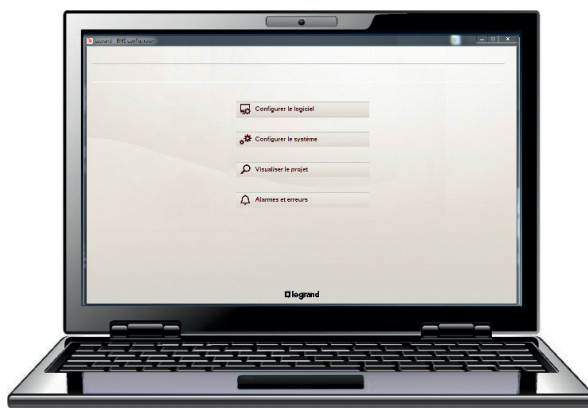 Configurer le logiciel
Configurer le système
Visualiser le projet
Alarmes et erreurs
legrand